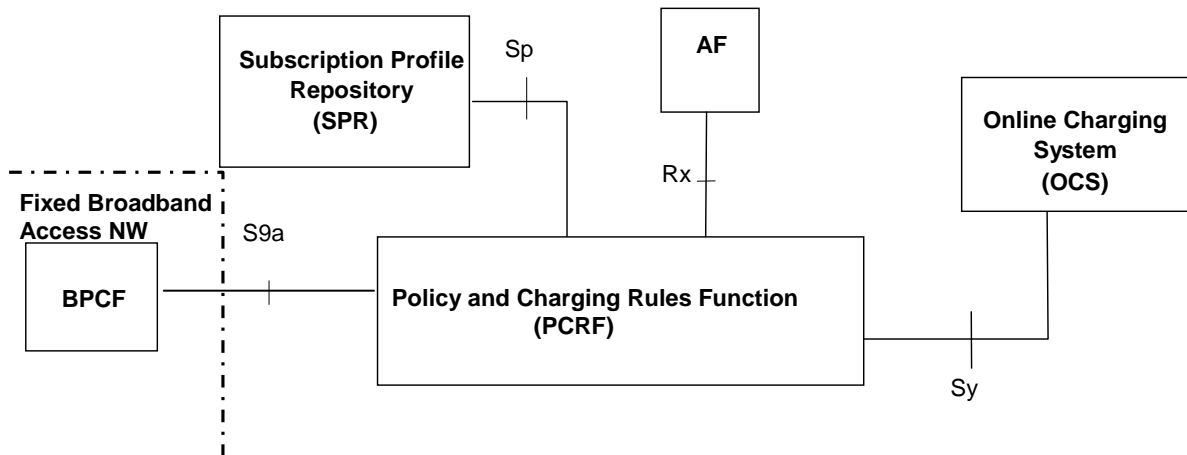 Subscription Profile
Repository
(SPR)
Sp
AF
Online Charging
System
(OCS)
Rx
Fixed Broadband
Access NW
S9a
BPCF
Policy and Charging Rules Function
(PCRF)
Sy